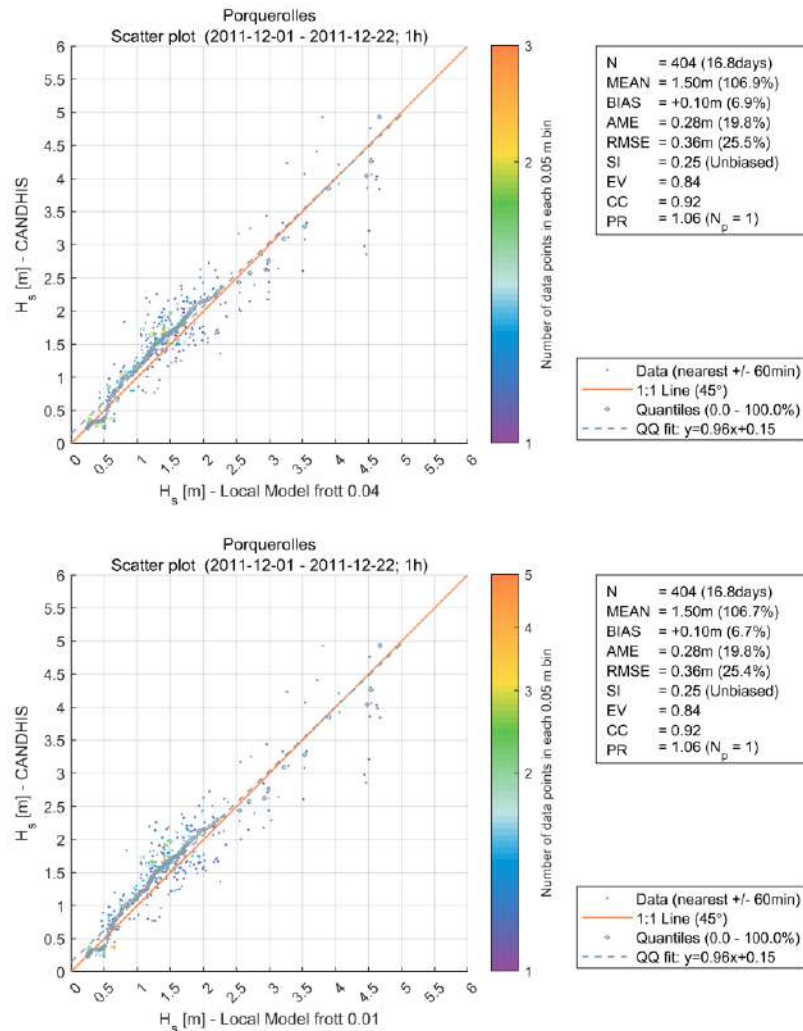 Porquerolles
Scatter plot (2011-12-01 - 2011-12-22; 1h)
6
5.5
5
4.5
4
3.5
3
2.5
2
1.5
1
0.5
0
H_s [m] - CANDHIS
0
0.5
1
1.5
2
2.5
3
3.5
4
4.5
5
5.5
6
H_s [m] - Local Model frott 0.04
3
2
1
Number of data points in each 0.05 m bin
N = 404 (16.8days)
MEAN = 1.50m (106.9%)
BIAS = +0.10m (6.9%)
AME = 0.28m (19.8%)
RMSE = 0.36m (25.5%)
SI = 0.25 (Unbiased)
EV = 0.84
CC = 0.92
PR = 1.06 (N_p = 1)
Data (nearest +/- 60min)
1:1 Line (45°)
Quantiles (0.0 - 100.0%)
QQ fit: y=0.96x+0.15
Porquerolles
Scatter plot (2011-12-01 - 2011-12-22; 1h)
6
5.5
5
4.5
4
3.5
3
2.5
2
1.5
1
0.5
0
H_s [m] - CANDHIS
0
0.5
1
1.5
2
2.5
3
3.5
4
4.5
5
5.5
6
H_s [m] - Local Model frott 0.01
5
4
3
2
1
Number of data points in each 0.05 m bin
N = 404 (16.8days)
MEAN = 1.50m (106.7%)
BIAS = +0.10m (6.7%)
AME = 0.28m (19.8%)
RMSE = 0.36m (25.4%)
SI = 0.25 (Unbiased)
EV = 0.84
CC = 0.92
PR = 1.06 (N_p = 1)
Data (nearest +/- 60min)
1:1 Line (45°)
Quantiles (0.0 - 100.0%)
QQ fit: y=0.96x+0.15